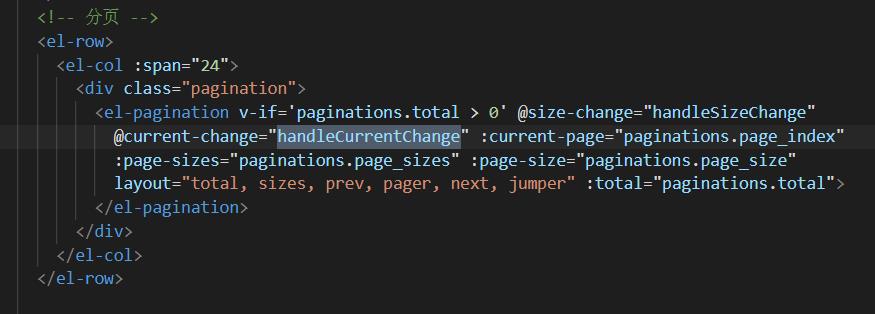 <!-- 分页 -->
<el-row>
<el-col :span="24">
<div class="pagination">
<el-pagination v-if='paginations.total > 0' @size-change="handleSizeChange"
@current-change="handleCurrentChange" :current-page="paginations.page_index"
:page-sizes="paginations.page_sizes" :page-size="paginations.page_size"
layout="total, sizes, prev, pager, next, jumper" :total="paginations.total">
</el-pagination>
</div>
</el-col>
</el-row>